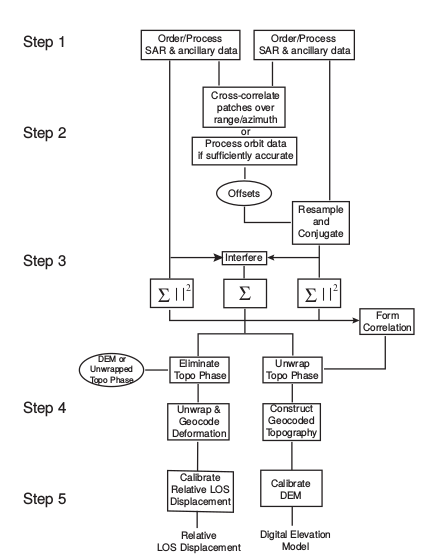 Step 1
Order/Process
SAR & ancillary data
Order/Process
SAR & ancillary data
Cross-correlate
patches over
range/azimuth
Step 2
or
Process orbit data
if sufficiently accurate
Offsets
Resample
and
Conjugate
Step 3
Interfere
Σ | |²
Σ
Σ | |²
Form
Correlation
DEM or
Unwrapped
Topo Phase
Eliminate
Topo Phase
Unwrap
Topo Phase
Step 4
Unwrap &
Geocode
Deformation
Construct
Geocoded
Topography
Step 5
Calibrate
Relative LOS
Displacement
Calibrate
DEM
Relative
LOS Displacement
Digital Elevation
Model